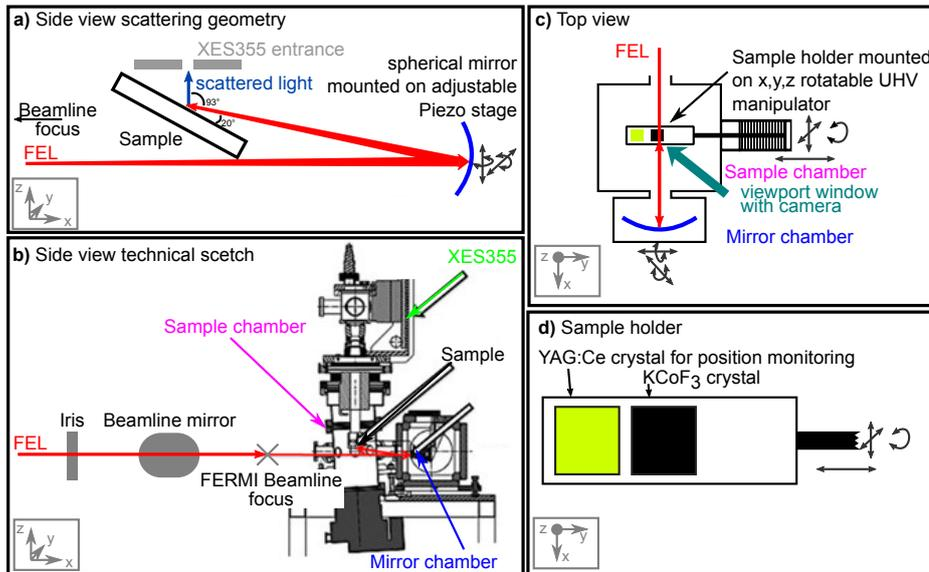 a) Side view scattering geometry
XES355 entrance
scattered light
93°
20°
spherical mirror
mounted on adjustable
Piezo stage
Beamline
focus
Sample
FEL
z
y
x
b) Side view technical scetch
XES355
Sample chamber
Sample
Iris
Beamline mirror
FEL
FERMI Beamline
focus
Mirror chamber
z
y
x
c) Top view
FEL
Sample holder mounted
on x,y,z rotatable UHV
manipulator
Sample chamber
viewport window
with camera
Mirror chamber
z
y
x
d) Sample holder
YAG:Ce crystal for position monitoring
KCoF3 crystal
z
y
x